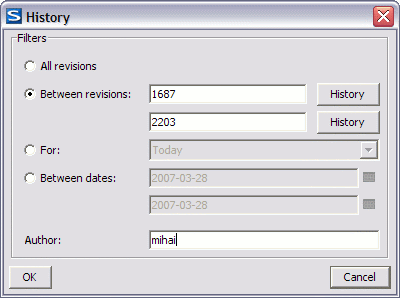 S History
Filters
All revisions
Between revisions: 1687 History
2203 History
For: Today
Between dates: 2007-03-28
2007-03-28
Author: mihai
OK Cancel